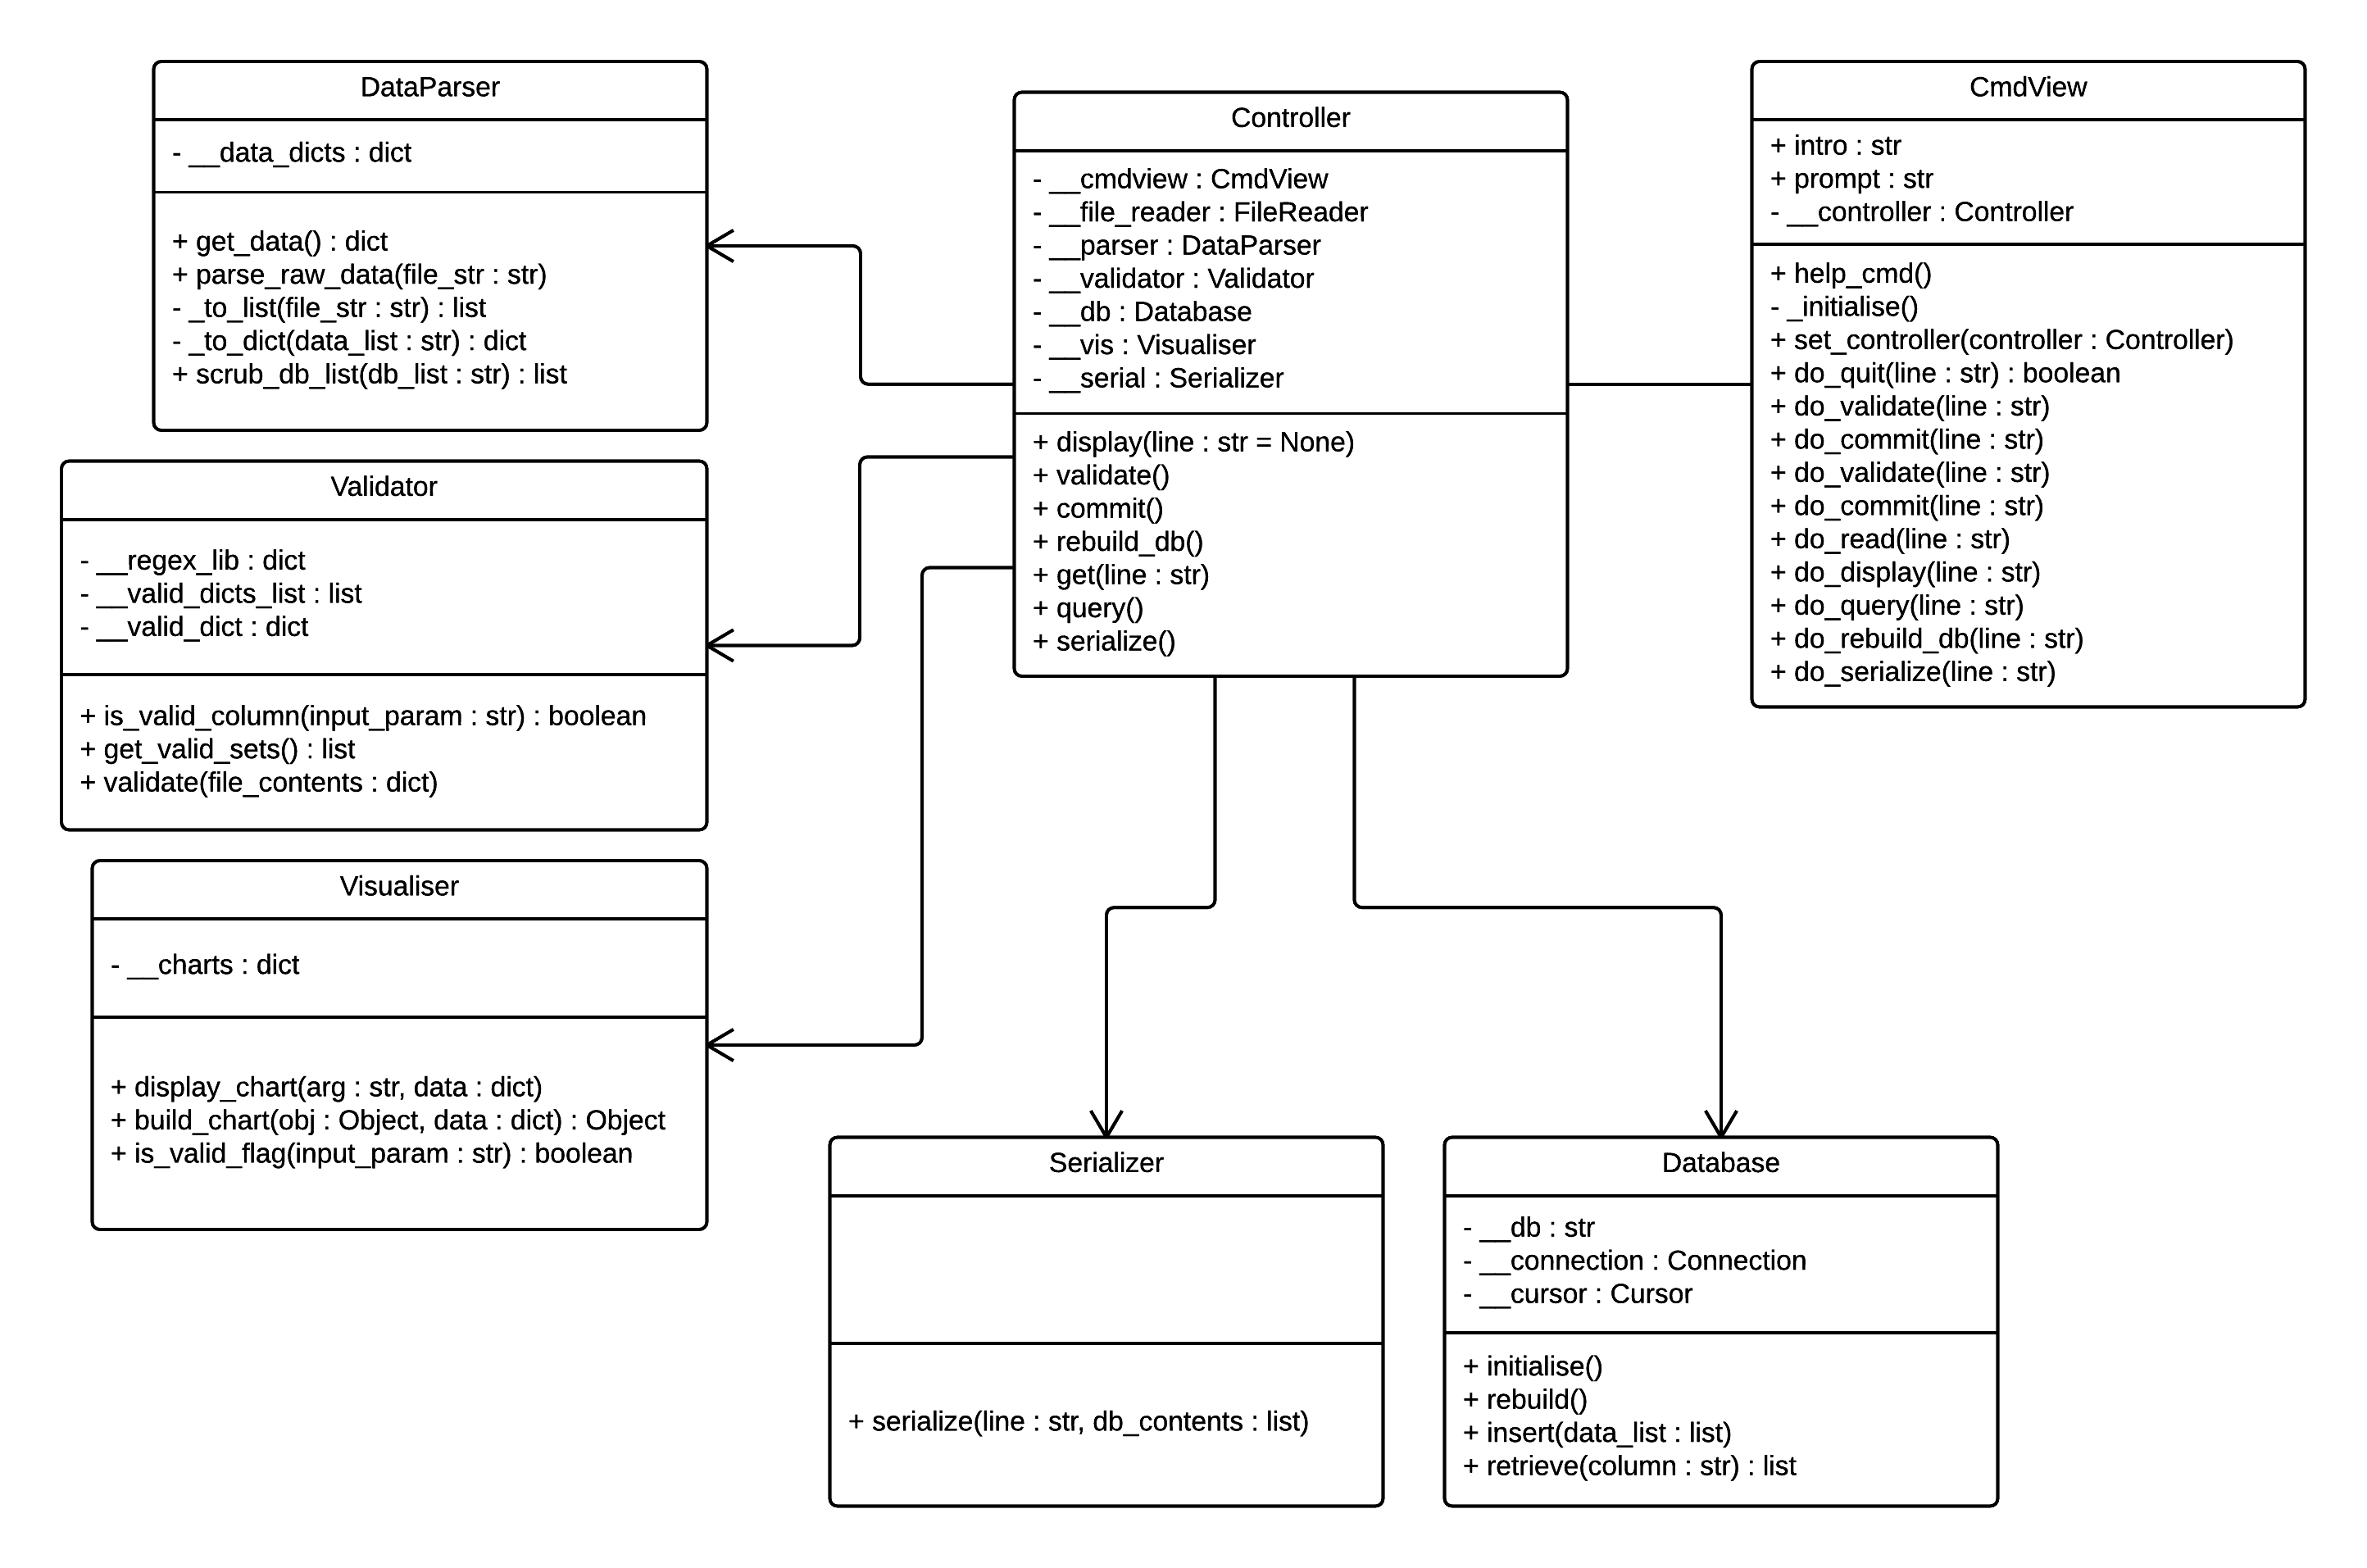 DataParser
- __data_dicts : dict
+ get_data() : dict
+ parse_raw_data(file_str : str)
- _to_list(file_str : str) : list
- _to_dict(data_list : str) : dict
+ scrub_db_list(db_list : str) : list
Validator
- __regex_lib : dict
- __valid_dicts_list : list
- __valid_dict : dict
+ is_valid_column(input_param : str) : boolean
+ get_valid_sets() : list
+ validate(file_contents : dict)
Visualiser
- __charts : dict
+ display_chart(arg : str, data : dict)
+ build_chart(obj : Object, data : dict) : Object
+ is_valid_flag(input_param : str) : boolean
Controller
- __cmdview : CmdView
- __file_reader : FileReader
- __parser : DataParser
- __validator : Validator
- __db : Database
- __vis : Visualiser
- __serial : Serializer
+ display(line : str = None)
+ validate()
+ commit()
+ rebuild_db()
+ get(line : str)
+ query()
+ serialize()
CmdView
+ intro : str
+ prompt : str
- __controller : Controller
+ help_cmd()
- _initialise()
+ set_controller(controller : Controller)
+ do_quit(line : str) : boolean
+ do_validate(line : str)
+ do_commit(line : str)
+ do_validate(line : str)
+ do_commit(line : str)
+ do_read(line : str)
+ do_display(line : str)
+ do_query(line : str)
+ do_rebuild_db(line : str)
+ do_serialize(line : str)
Serializer
+ serialize(line : str, db_contents : list)
Database
- __db : str
- __connection : Connection
- __cursor : Cursor
+ initialise()
+ rebuild()
+ insert(data_list : list)
+ retrieve(column : str) : list